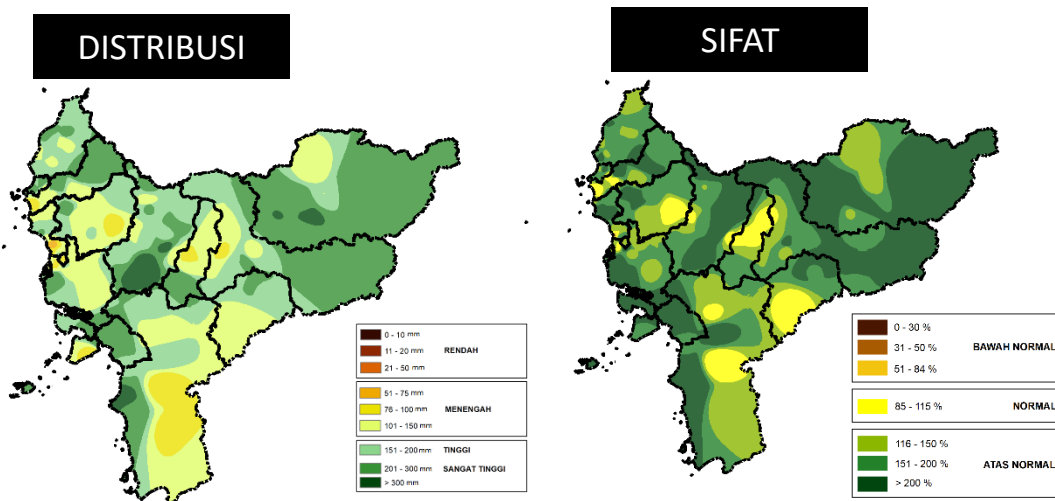 DISTRIBUSI
SIFAT
0 - 10 mm
11 - 20 mm
21 - 50 mm
RENDAH
51 - 75 mm
76 - 100 mm
101 - 150 mm
MENENGAH
151 - 200 mm
201 - 300 mm
> 300 mm
TINGGI
SANGAT TINGGI
0 - 30 %
31 - 50 %
51 - 84 %
BAWAH NORMAL
85 - 115 %
NORMAL
116 - 150 %
151 - 200 %
> 200 %
ATAS NORMAL